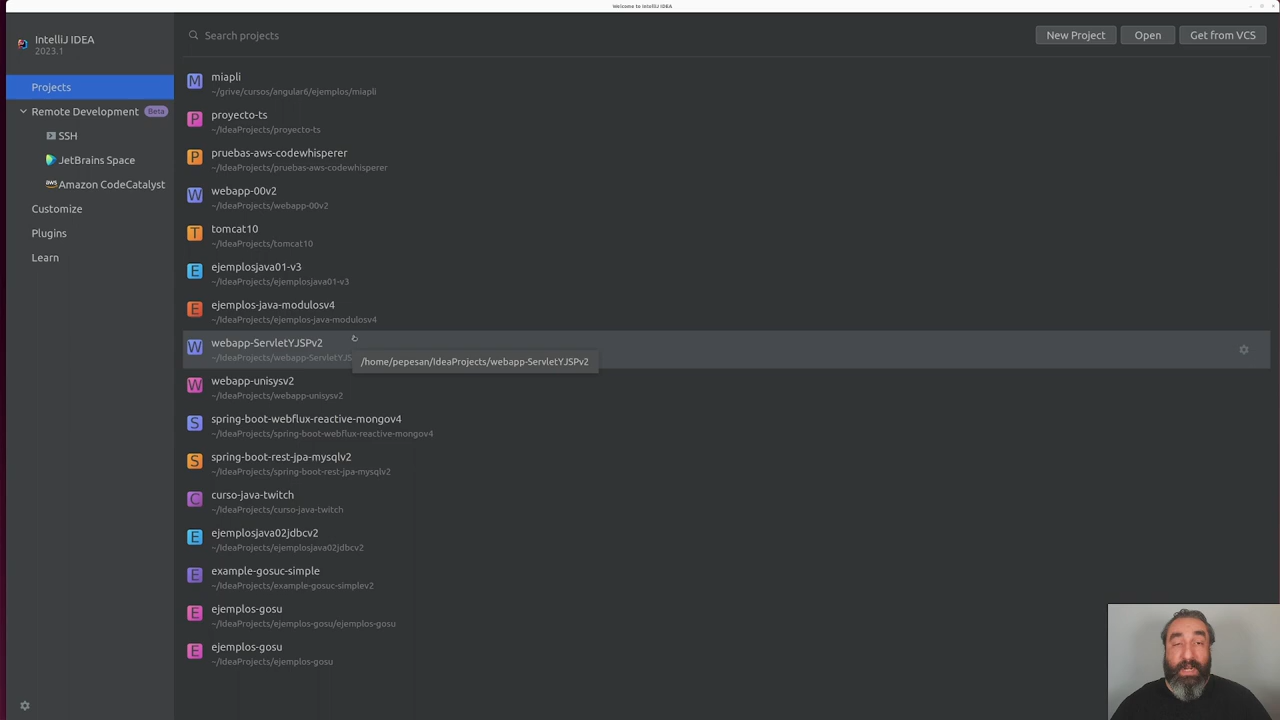 Welcome to IntelliJ IDEA
IntelliJ IDEA
2023.1
Search projects
New Project
Open
Get from VCS
Projects
Remote Development
Beta
SSH
JetBrains Space
aws
Amazon CodeCatalyst
Customize
Plugins
Learn
M
miapli
~/grive/cursos/angular6/ejemplos/miapli
P
proyecto-ts
~/IdeaProjects/proyecto-ts
P
pruebas-aws-codewhisperer
~/IdeaProjects/pruebas-aws-codewhisperer
W
webapp-00v2
~/IdeaProjects/webapp-00v2
T
tomcat10
~/IdeaProjects/tomcat10
E
ejemplosjava01-v3
~/IdeaProjects/ejemplosjava01-v3
E
ejemplos-java-modulosv4
~/IdeaProjects/ejemplos-java-modulosv4
W
webapp-ServletYJSPv2
~/IdeaProjects/webapp-ServletYJS
/home/pepesan/IdeaProjects/webapp-ServletYJSPv2
W
webapp-unisysv2
~/IdeaProjects/webapp-unisysv2
S
spring-boot-webflux-reactive-mongov4
~/IdeaProjects/spring-boot-webflux-reactive-mongov4
S
spring-boot-rest-jpa-mysqlv2
~/IdeaProjects/spring-boot-rest-jpa-mysqlv2
C
curso-java-twitch
~/IdeaProjects/curso-java-twitch
E
ejemplosjava02jdbcv2
~/IdeaProjects/ejemplosjava02jdbcv2
E
example-gosuc-simple
~/IdeaProjects/example-gosuc-simplev2
E
ejemplos-gosu
~/IdeaProjects/ejemplos-gosu/ejemplos-gosu
E
ejemplos-gosu
~/IdeaProjects/ejemplos-gosu